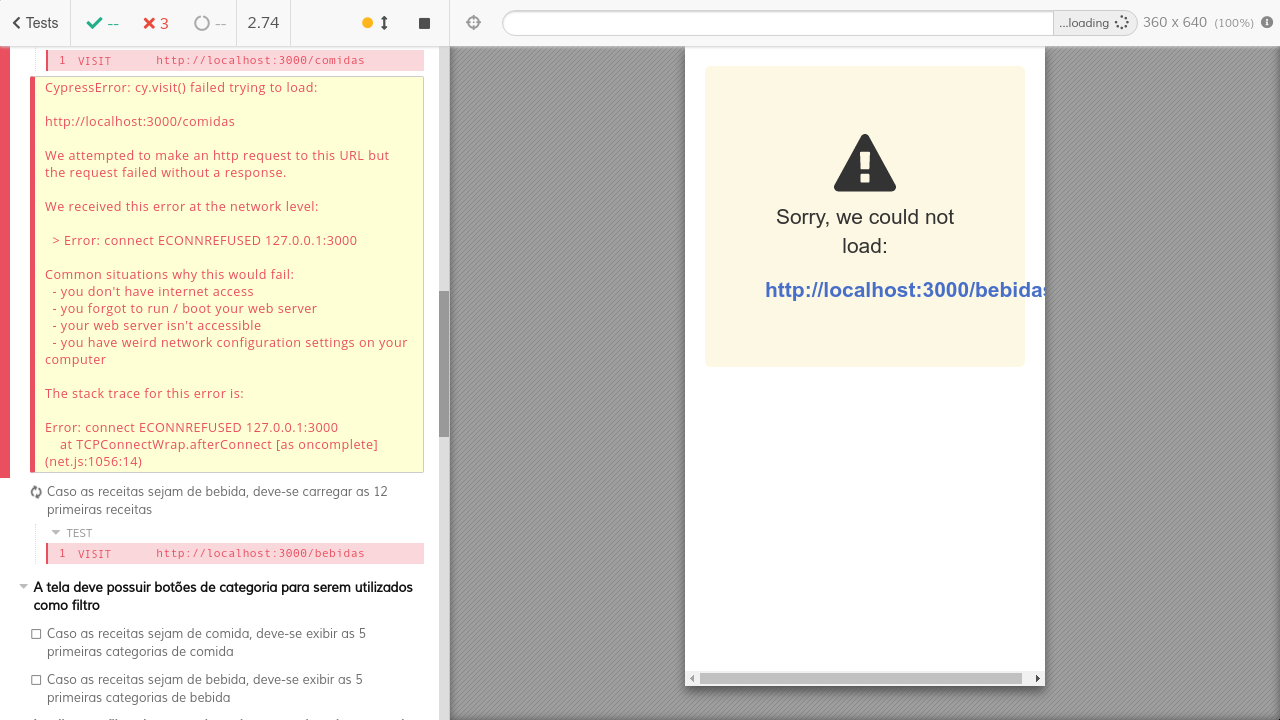 Tests
--
3
--
2.74
...loading
360 x 640 (100%)
1 VISIT http://localhost:3000/comidas
CypressError: cy.visit() failed trying to load:
http://localhost:3000/comidas
We attempted to make an http request to this URL but
the request failed without a response.
We received this error at the network level:
> Error: connect ECONNREFUSED 127.0.0.1:3000
Common situations why this would fail:
- you don't have internet access
- you forgot to run / boot your web server
- your web server isn't accessible
- you have weird network configuration settings on your
computer
The stack trace for this error is:
Error: connect ECONNREFUSED 127.0.0.1:3000
at TCPConnectWrap.afterConnect [as oncomplete]
(net.js:1056:14)
Caso as receitas sejam de bebida, deve-se carregar as 12
primeiras receitas
TEST
1 VISIT http://localhost:3000/bebidas
A tela deve possuir botões de categoria para serem utilizados
como filtro
Caso as receitas sejam de comida, deve-se exibir as 5
primeiras categorias de comida
Caso as receitas sejam de bebida, deve-se exibir as 5
primeiras categorias de bebida
Sorry, we could not
load:
http://localhost:3000/bebidas